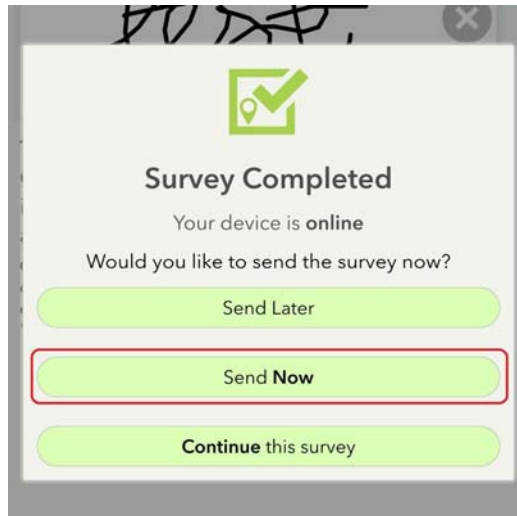 Survey Completed
Your device is online
Would you like to send the survey now?
Send Later
Send Now
Continue this survey